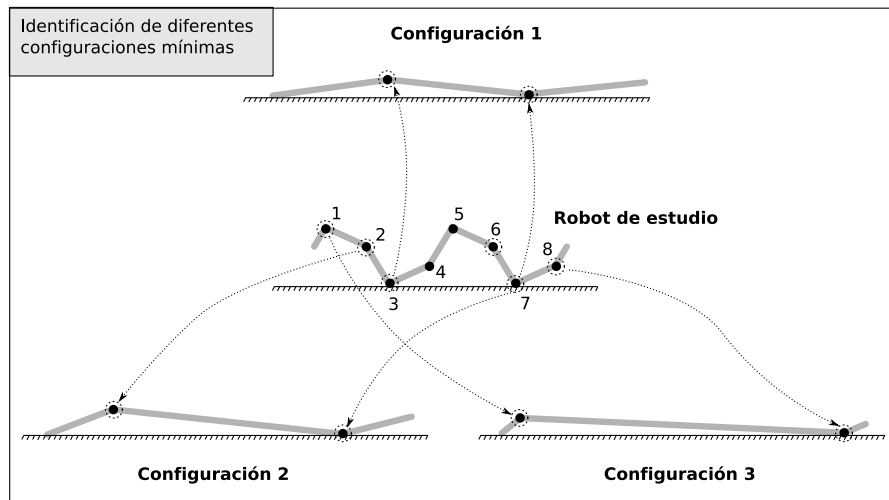 Identificación de diferentes
configuraciones mínimas
Configuración 1
1
2
3
4
5
6
7
8
Robot de estudio
Configuración 2
Configuración 3